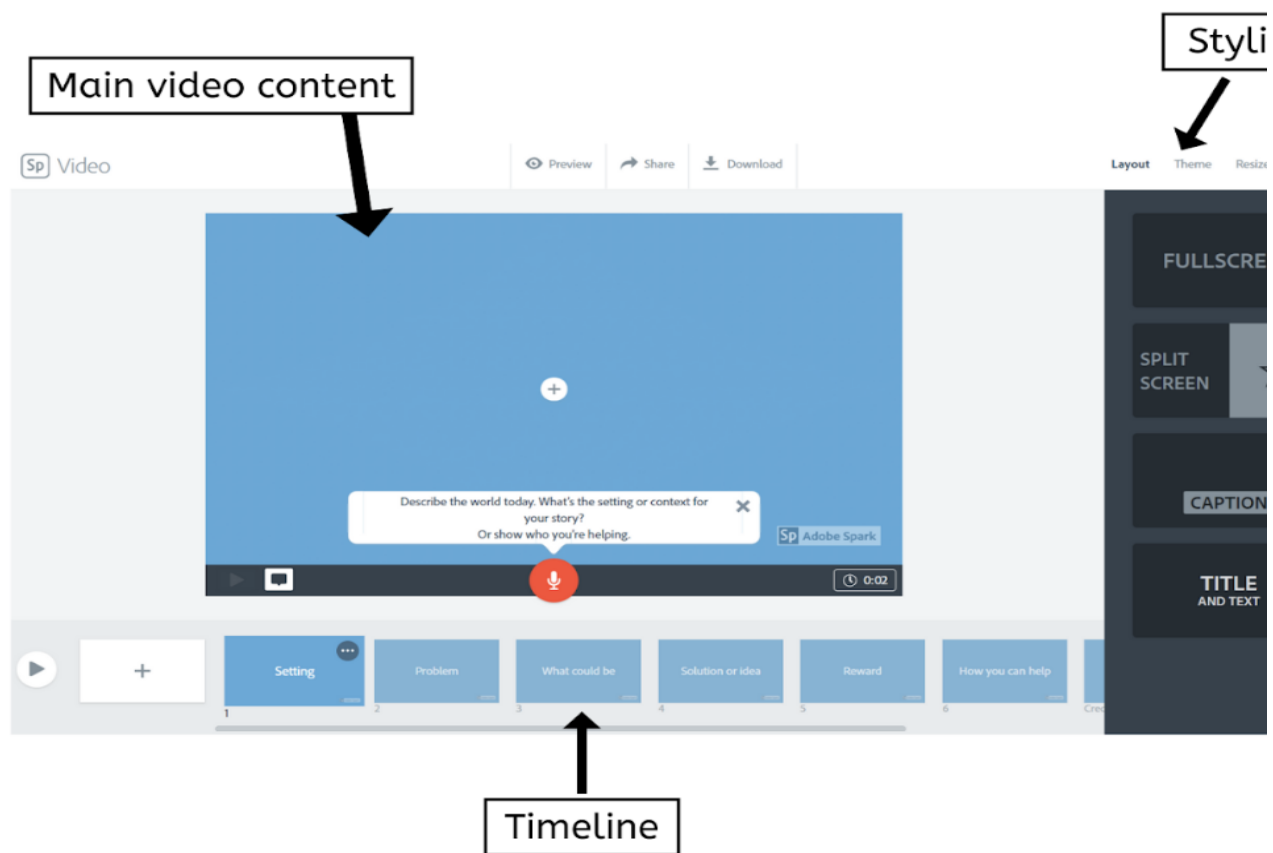 Styli
Main video content
Sp Video
Preview
Share
Download
Layout
Theme
Resize
FULLSCRE
SPLIT
SCREEN
Describe the world today. What's the setting or context for
your story?
Or show who you're helping.
Sp Adobe Spark
CAPTION
0:02
TITLE
AND TEXT
Setting
Problem
What could be
Solution or idea
Reward
How you can help
1
2
3
4
5
6
Cred
Timeline